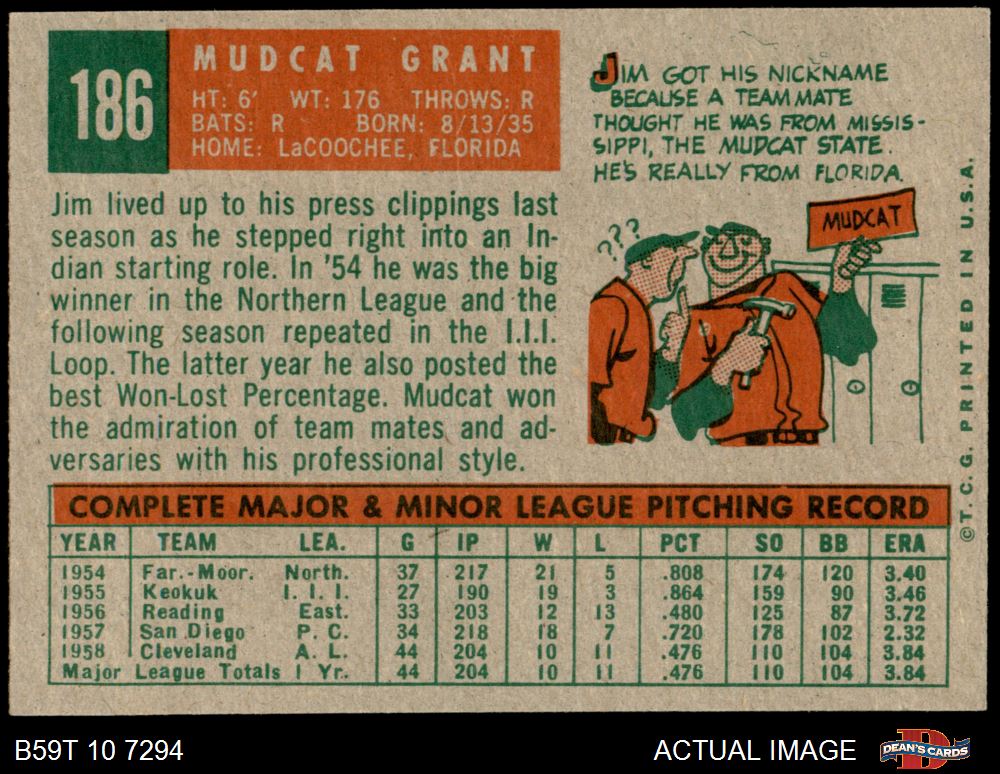 186
MUDCAT GRANT
HT: 6' WT: 176 THROWS: R
BATS: R BORN: 8/13/35
HOME: LaCOOCHEE, FLORIDA
JIM GOT HIS NICKNAME
BECAUSE A TEAM MATE
THOUGHT HE WAS FROM MISSIS-
SIPPI, THE MUDCAT STATE.
HE'S REALLY FROM FLORIDA.
???
MUDCAT
Jim lived up to his press clippings last
season as he stepped right into an In-
dian starting role. In '54 he was the big
winner in the Northern League and the
following season repeated in the I.I.I.
Loop. The latter year he also posted the
best Won-Lost Percentage. Mudcat won
the admiration of team mates and ad-
versaries with his professional style.
COMPLETE MAJOR & MINOR LEAGUE PITCHING RECORD
YEAR TEAM LEA. G IP W L PCT SO BB ERA
1954 Far.-Moor. North. 37 217 21 5 .808 174 120 3.40
1955 Keokuk I. I. I. 27 190 19 3 .864 159 90 3.46
1956 Reading East. 33 203 12 13 .480 125 87 3.72
1957 San Diego P. C. 34 218 18 7 .720 178 102 2.32
1958 Cleveland A. L. 44 204 10 11 .476 110 104 3.84
Major League Totals 1 Yr. 44 204 10 11 .476 110 104 3.84
©T. C. G. PRINTED IN U.S.A.
B59T 10 7294
ACTUAL IMAGE
DEAN'S CARDS